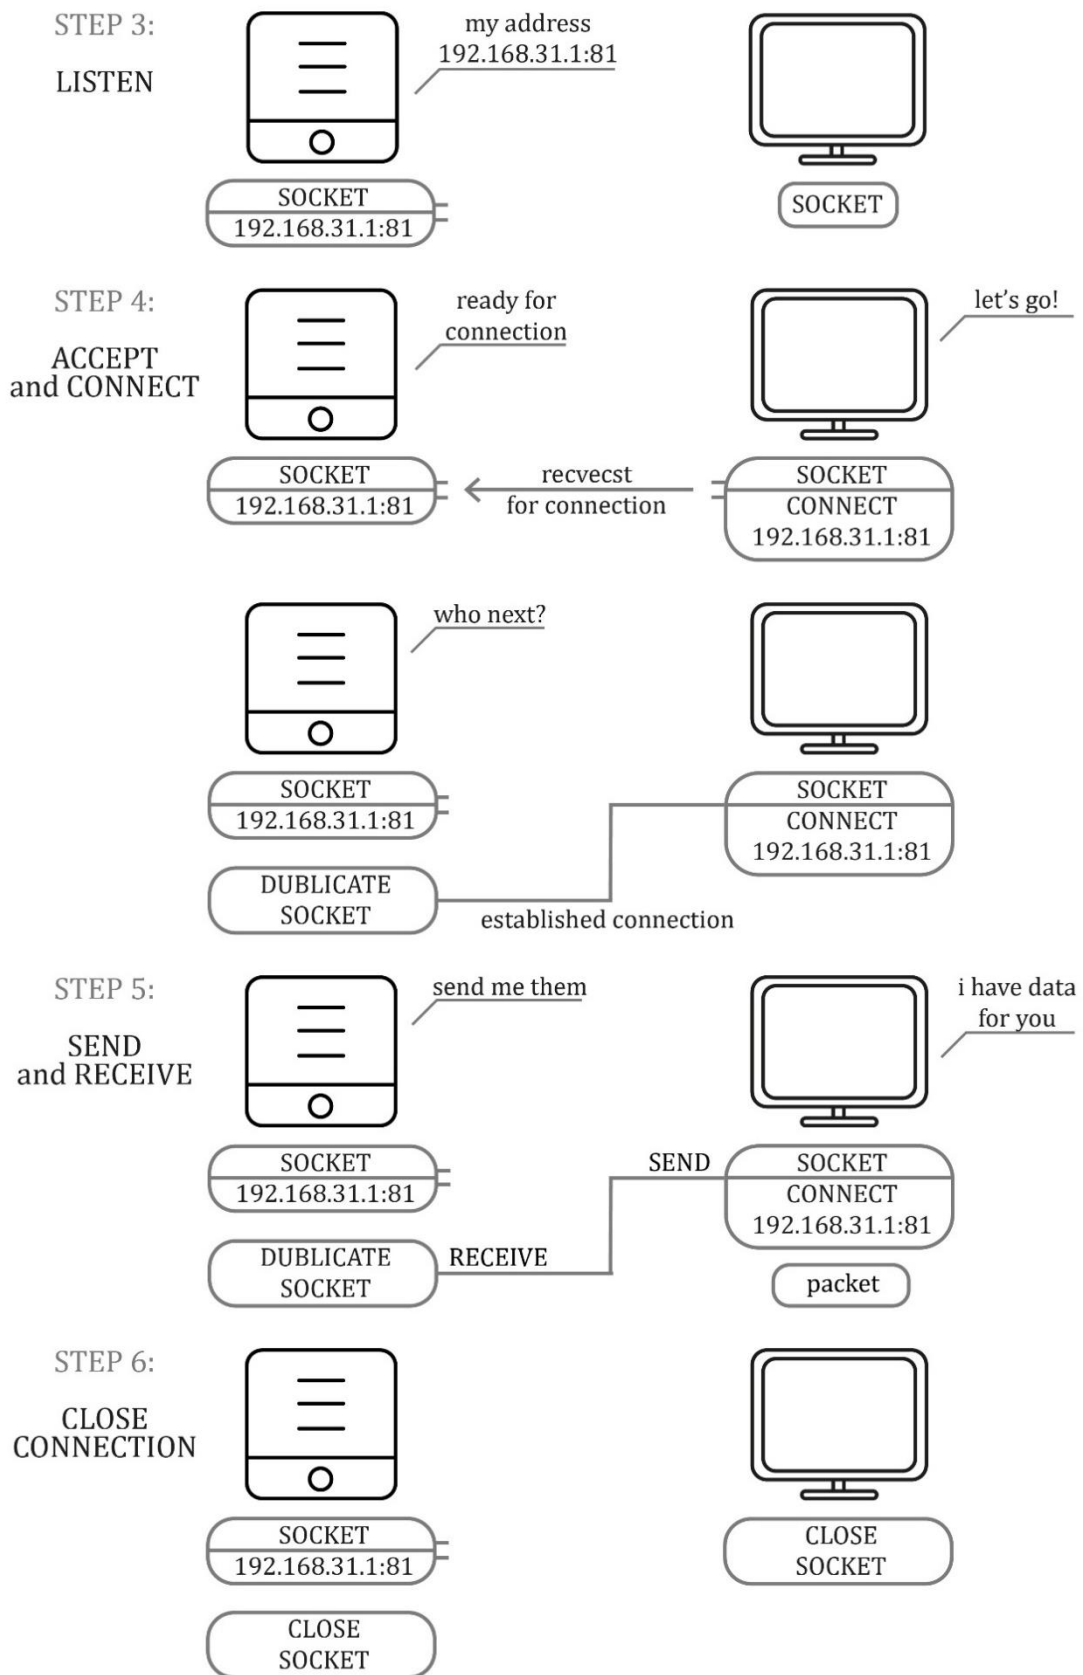 STEP 3:
LISTEN
my address
192.168.31.1:81
SOCKET
192.168.31.1:81
SOCKET
STEP 4:
ACCEPT
and CONNECT
ready for
connection
let's go!
SOCKET
192.168.31.1:81
recvecst
for connection
SOCKET
CONNECT
192.168.31.1:81
who next?
SOCKET
192.168.31.1:81
SOCKET
CONNECT
192.168.31.1:81
DUBLICATE
SOCKET
established connection
STEP 5:
SEND
and RECEIVE
send me them
i have data
for you
SOCKET
192.168.31.1:81
SEND
SOCKET
CONNECT
192.168.31.1:81
DUBLICATE
SOCKET
RECEIVE
packet
STEP 6:
CLOSE
CONNECTION
SOCKET
192.168.31.1:81
CLOSE
SOCKET
CLOSE
SOCKET